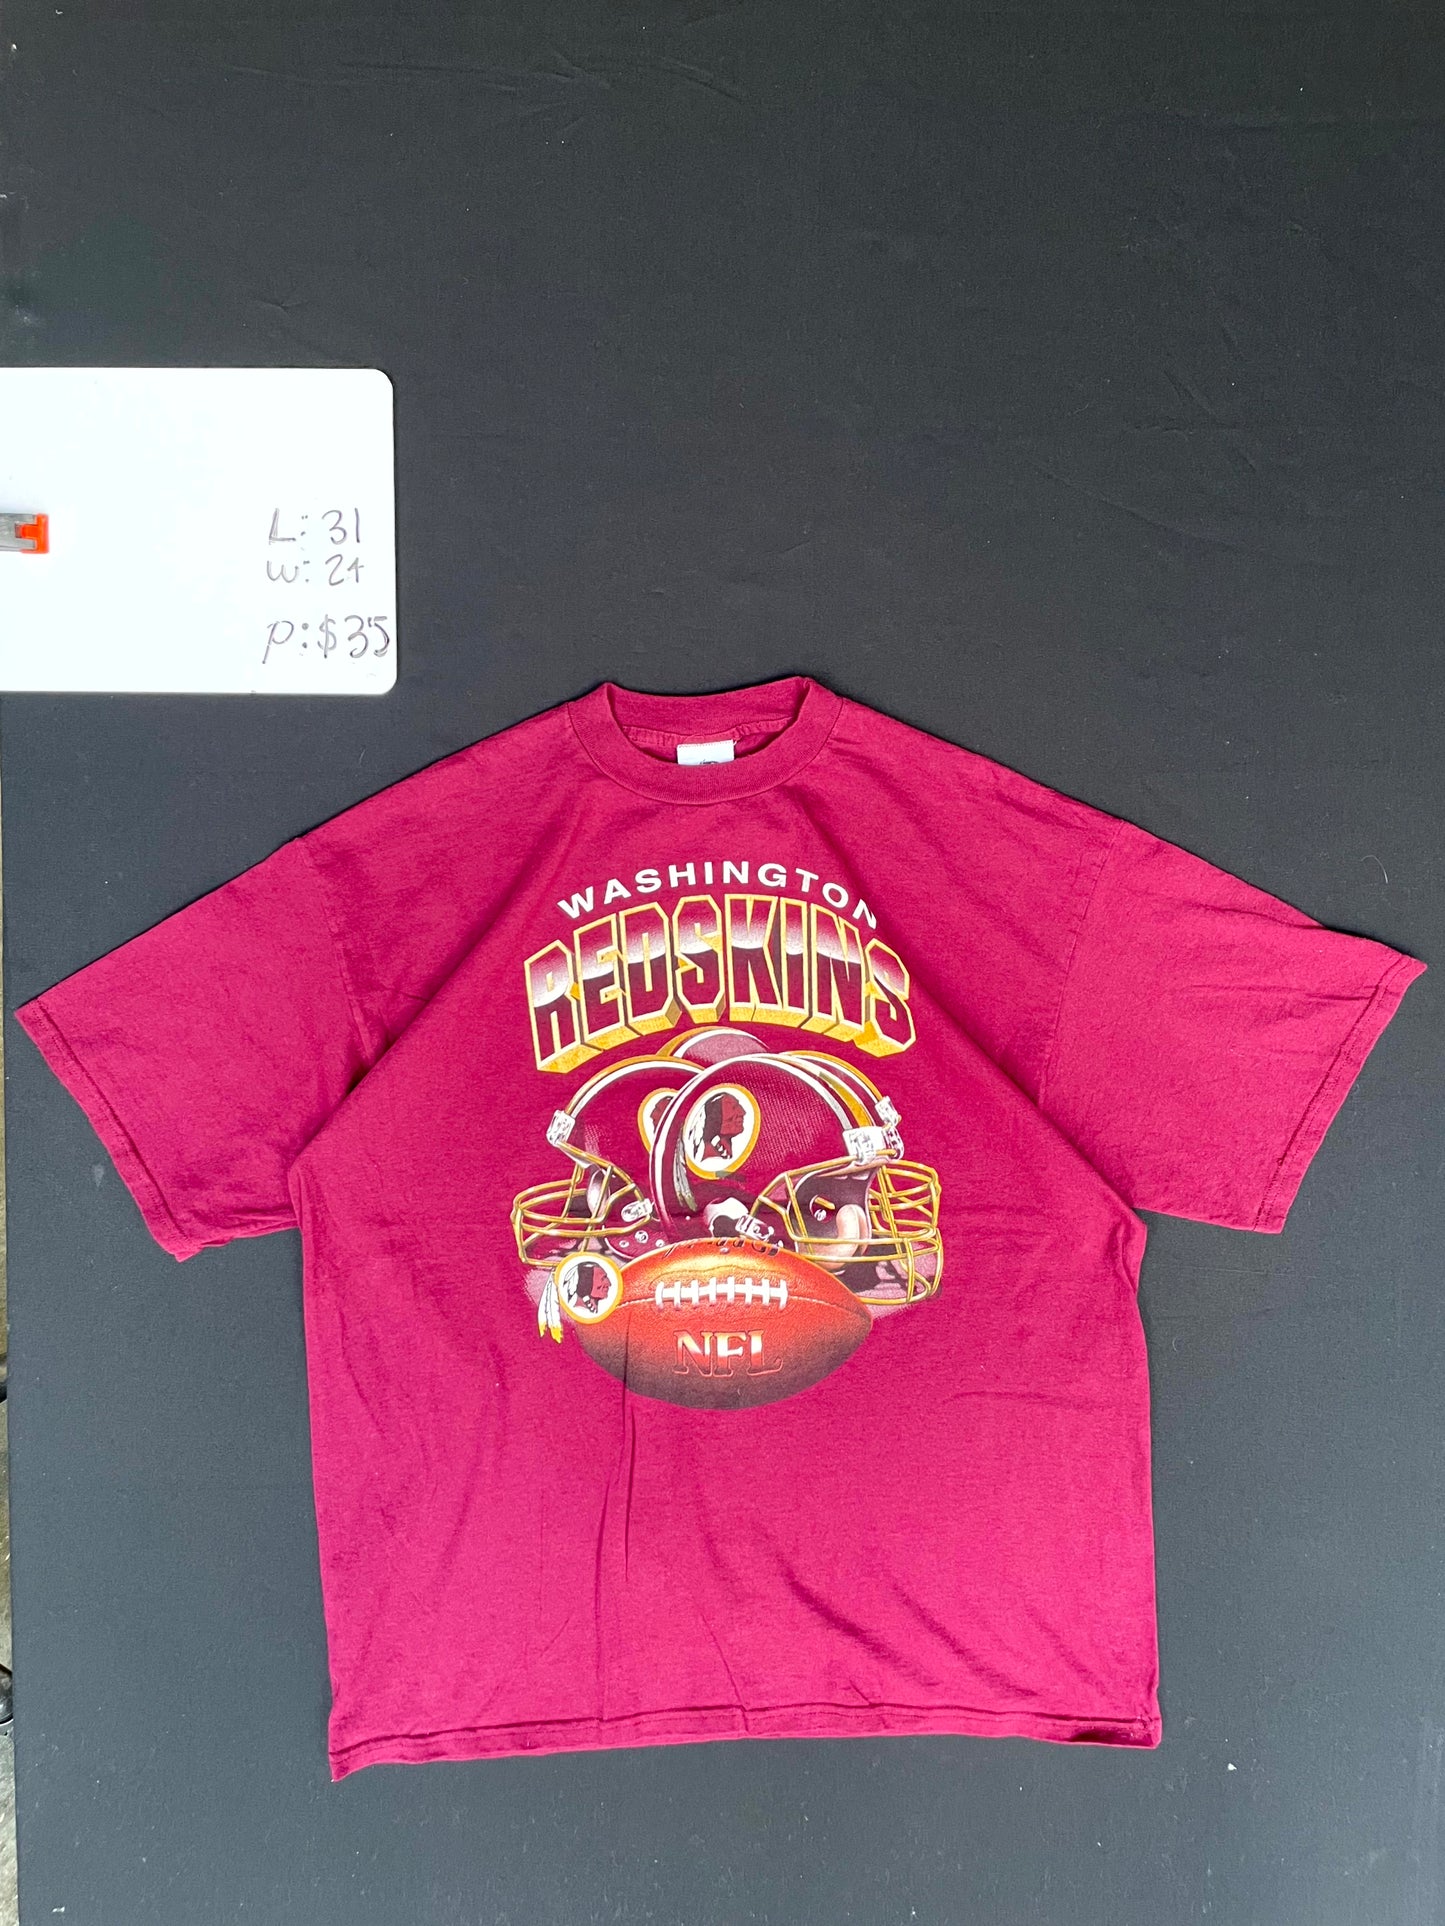 L: 31
W: 24
P: $35
WASHINGTON
REDSKINS
NFL